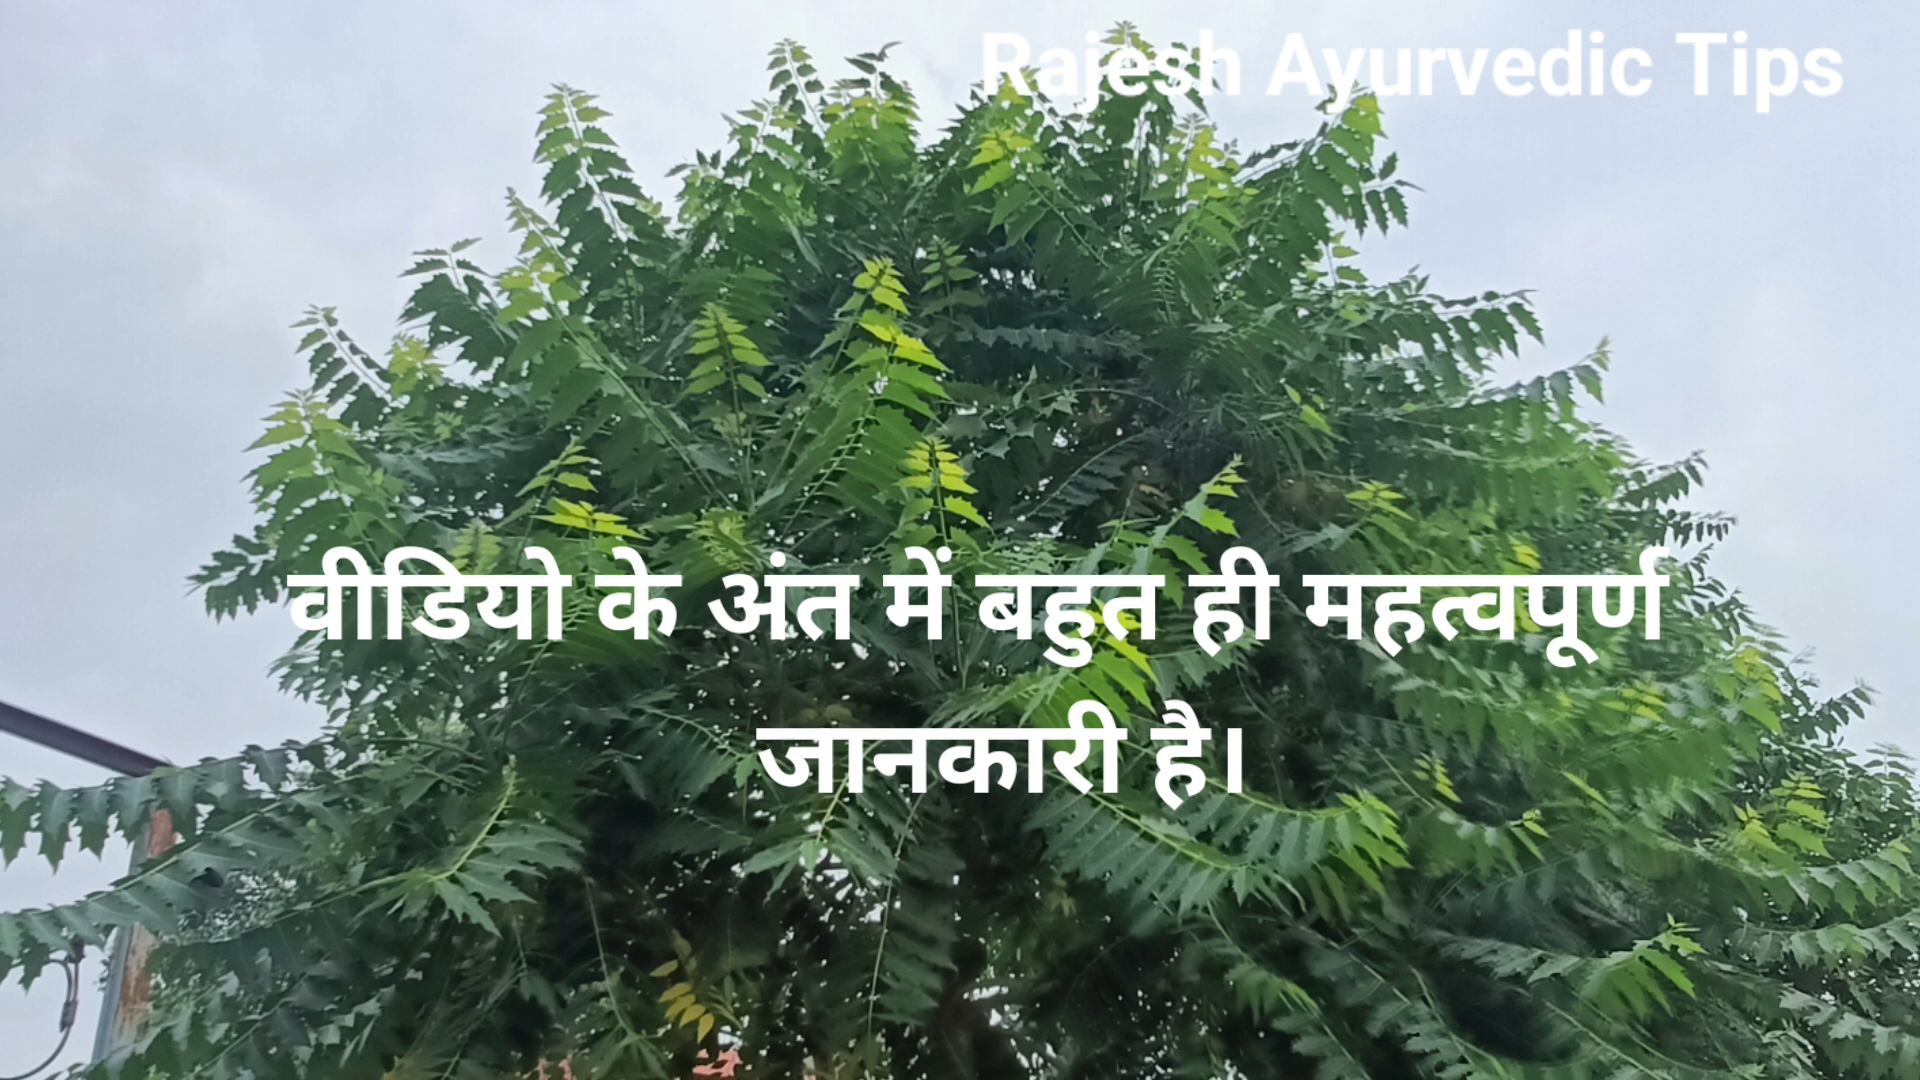 Rajesh Ayurvedic Tips
वीडियो के अंत में बहुत ही महत्वपूर्ण
जानकारी है।